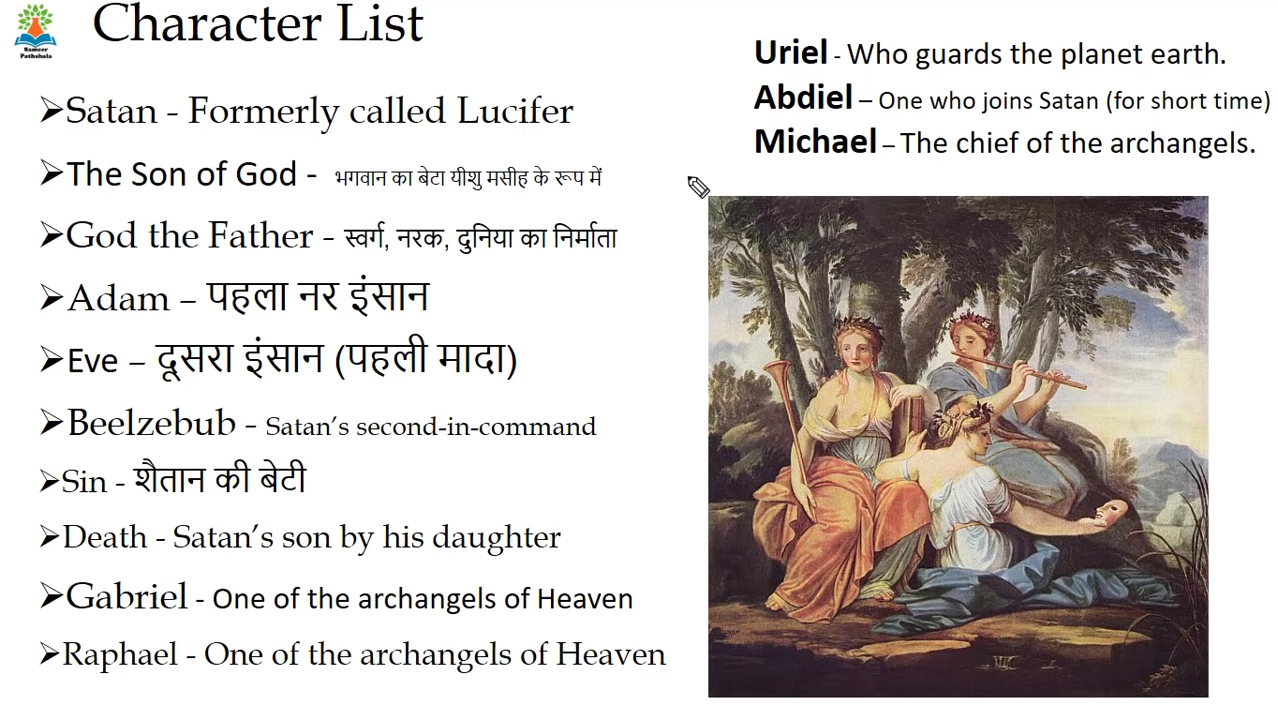 Sameer
Pathshala
Character List
➢Satan - Formerly called Lucifer
➢The Son of God - भगवान का बेटा यीशु मसीह के रूप में
➢God the Father – स्वर्ग, नरक, दुनिया का निर्माता
➢Adam – पहला नर इंसान
➢Eve – दूसरा इंसान (पहली मादा)
➢Beelzebub - Satan’s second-in-command
➢Sin - शैतान की बेटी
➢Death - Satan’s son by his daughter
➢Gabriel - One of the archangels of Heaven
➢Raphael - One of the archangels of Heaven
Uriel - Who guards the planet earth.
Abdiel – One who joins Satan (for short time)
Michael – The chief of the archangels.